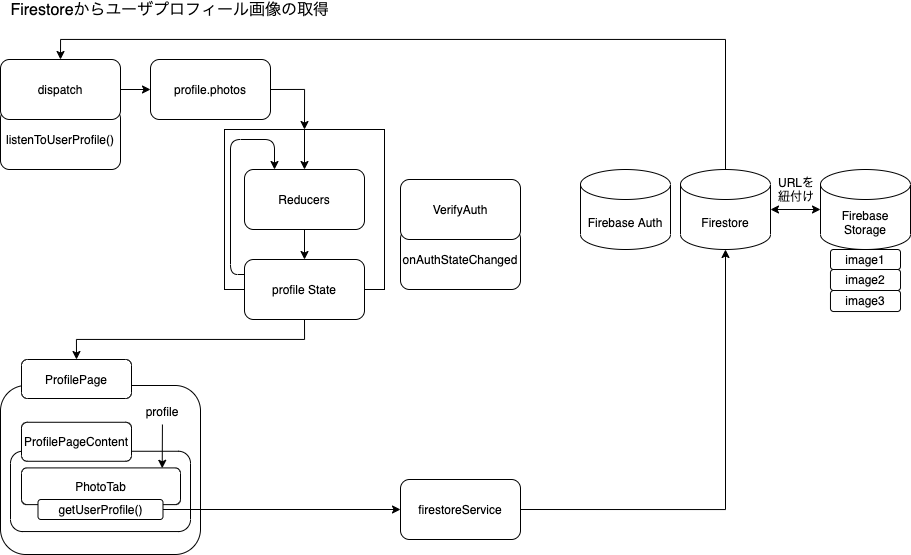 Firestoreからユーザプロフィール画像の取得
dispatch
listenToUserProfile()
profile.photos
Reducers
profile State
VerifyAuth
onAuthStateChanged
Firebase Auth
Firestore
URLを
紐付け
Firebase
Storage
image1
image2
image3
ProfilePage
profile
ProfilePageContent
PhotoTab
getUserProfile()
firestoreService